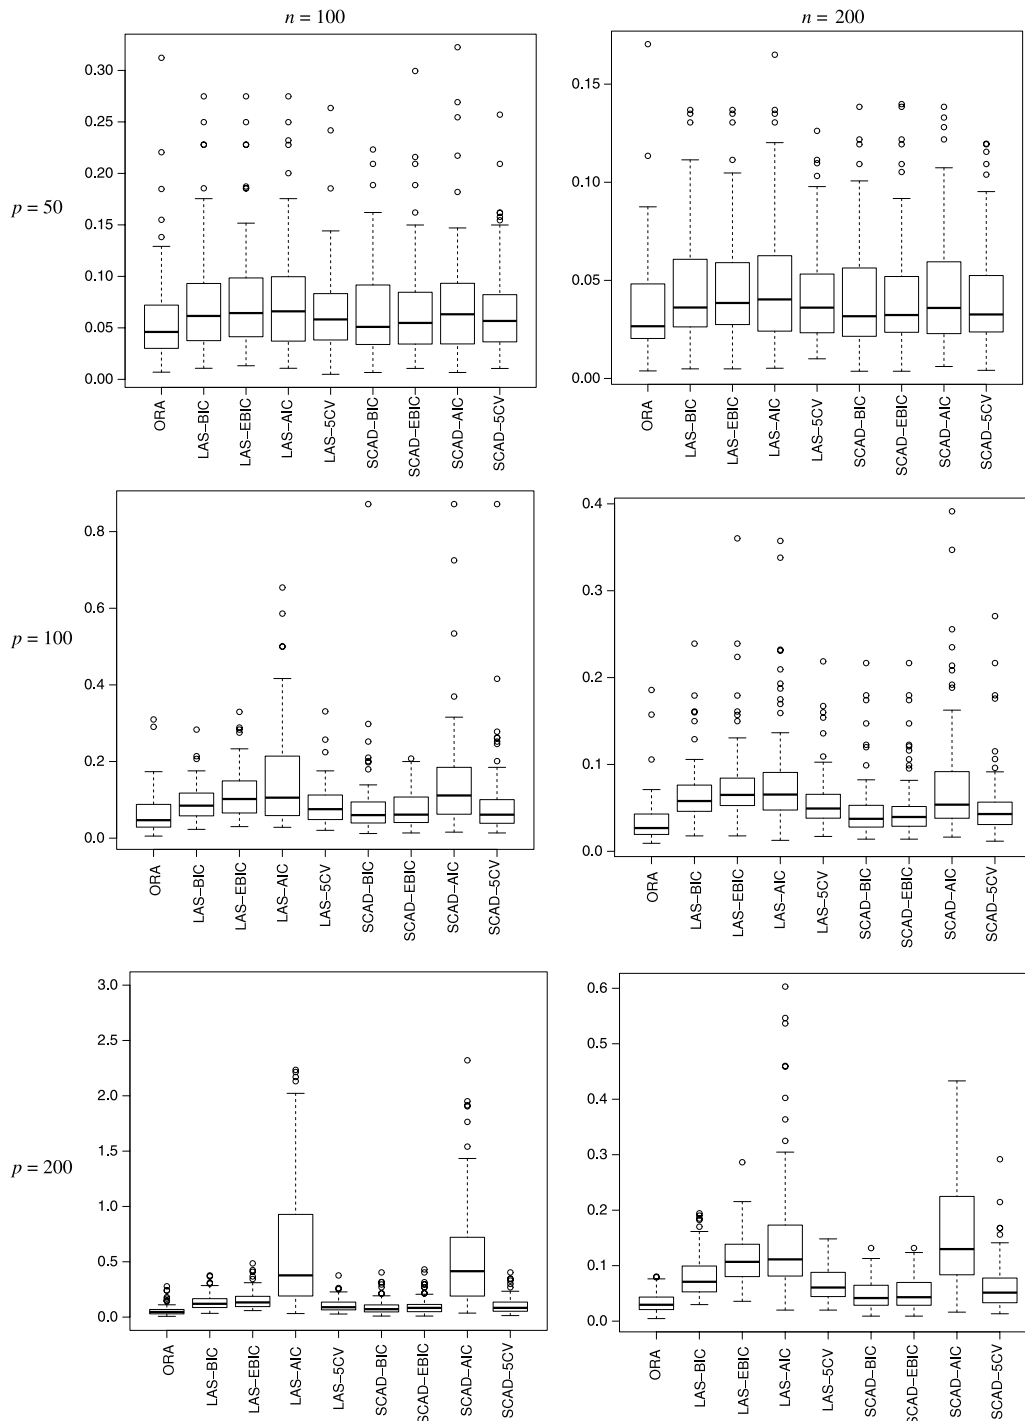 n = 100
n = 200
p = 50
0.30
0.25
0.20
0.15
0.10
0.05
0.00
ORA
LAS−BIC
LAS−EBIC
LAS−AIC
LAS−5CV
SCAD−BIC
SCAD−EBIC
SCAD−AIC
SCAD−5CV
0.15
0.10
0.05
0.00
ORA
LAS−BIC
LAS−EBIC
LAS−AIC
LAS−5CV
SCAD−BIC
SCAD−EBIC
SCAD−AIC
SCAD−5CV
p = 100
0.8
0.6
0.4
0.2
0.0
ORA
LAS−BIC
LAS−EBIC
LAS−AIC
LAS−5CV
SCAD−BIC
SCAD−EBIC
SCAD−AIC
SCAD−5CV
0.4
0.3
0.2
0.1
0.0
ORA
LAS−BIC
LAS−EBIC
LAS−AIC
LAS−5CV
SCAD−BIC
SCAD−EBIC
SCAD−AIC
SCAD−5CV
p = 200
3.0
2.5
2.0
1.5
1.0
0.5
0.0
ORA
LAS−BIC
LAS−EBIC
LAS−AIC
LAS−5CV
SCAD−BIC
SCAD−EBIC
SCAD−AIC
SCAD−5CV
0.6
0.5
0.4
0.3
0.2
0.1
0.0
ORA
LAS−BIC
LAS−EBIC
LAS−AIC
LAS−5CV
SCAD−BIC
SCAD−EBIC
SCAD−AIC
SCAD−5CV